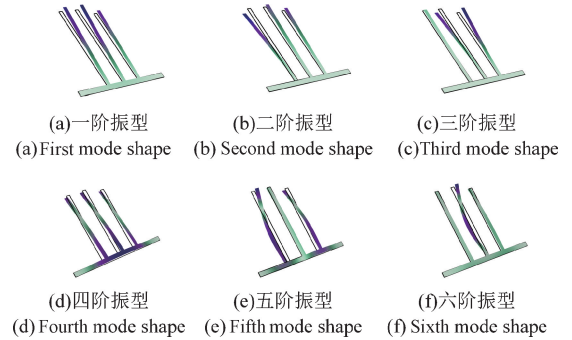 (a)一阶振型 (b)二阶振型 (c)三阶振型
(a)First mode shape (b) Second mode shape (c)Third mode shape
(d)四阶振型 (e)五阶振型 (f)六阶振型
(d) Fourth mode shape (e) Fifth mode shape (f) Sixth mode shape